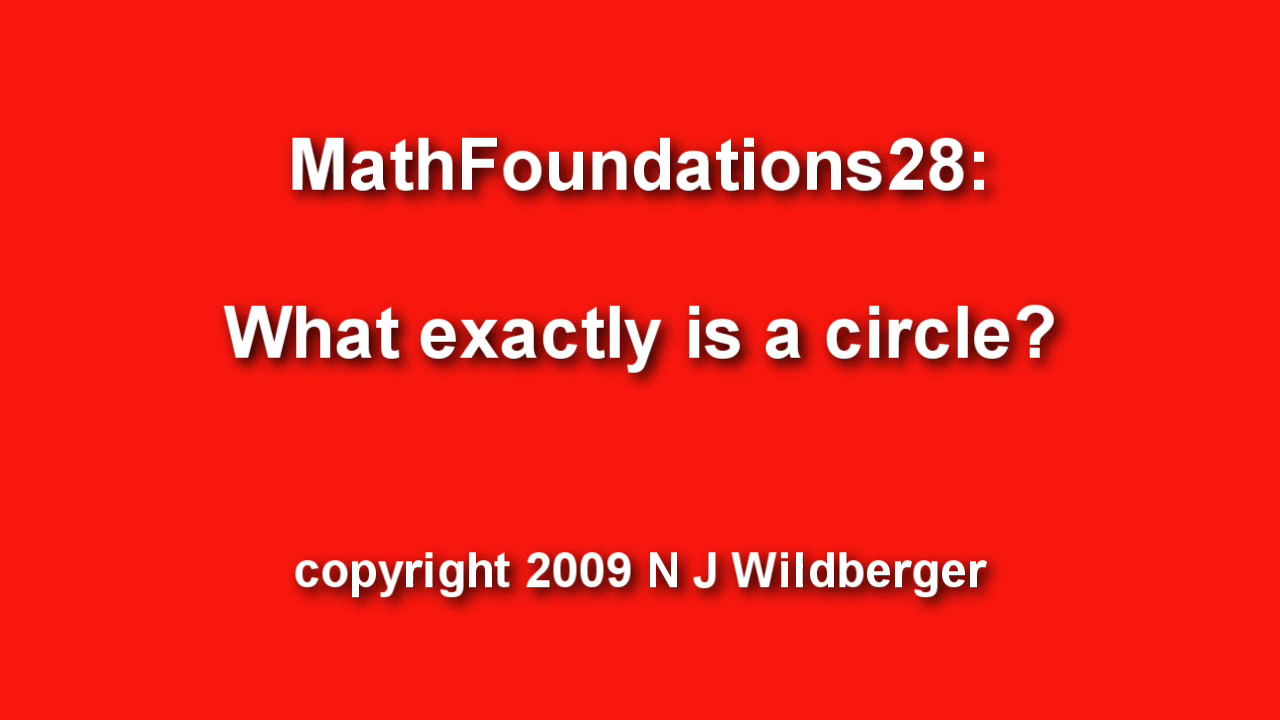 MathFoundations28:
What exactly is a circle?
copyright 2009 N J Wildberger